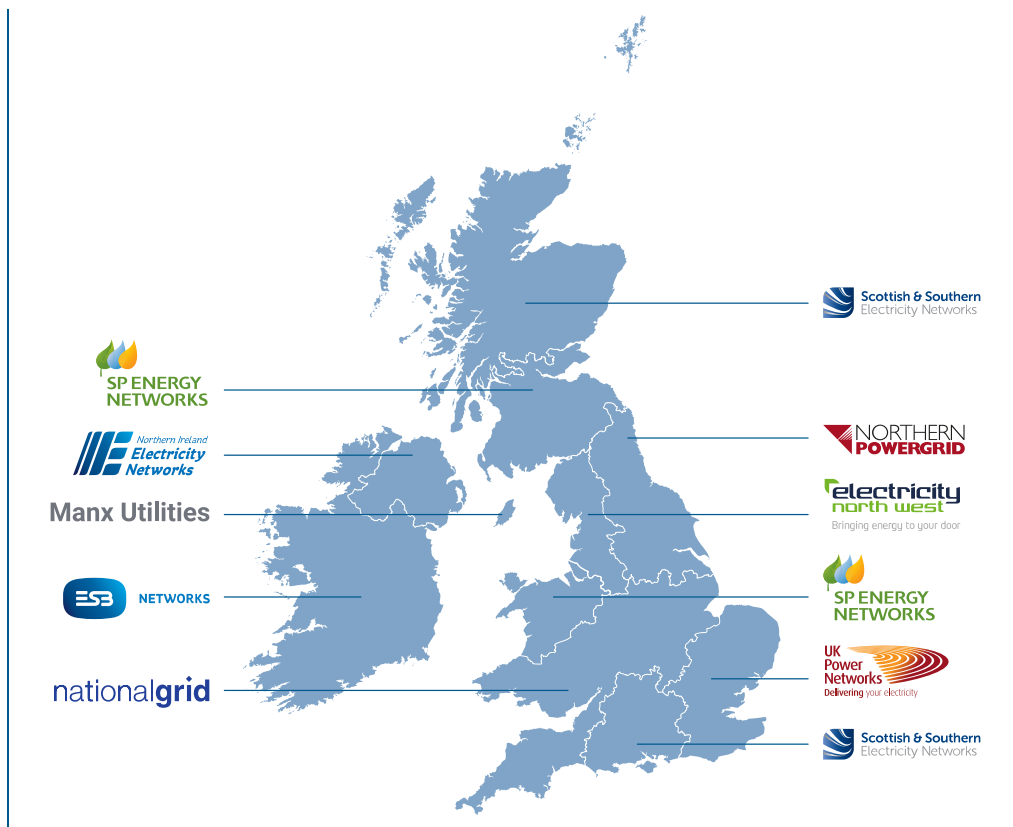 Scottish & Southern
Electricity Networks
SP ENERGY
NETWORKS
NORTHERN
POWERGRID
Northern Ireland
Electricity
Networks
electricity
north west
Bringing energy to your door
Manx Utilities
SP ENERGY
NETWORKS
ESB NETWORKS
UK
Power
Networks
Delivering your electricity
nationalgrid
Scottish & Southern
Electricity Networks